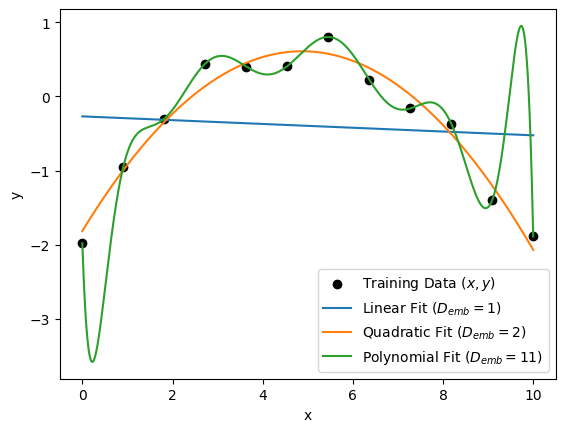 1
0
−1
−2
−3
y
0
2
4
6
8
10
x
Training Data (x, y)
Linear Fit (D_emb = 1)
Quadratic Fit (D_emb = 2)
Polynomial Fit (D_emb = 11)